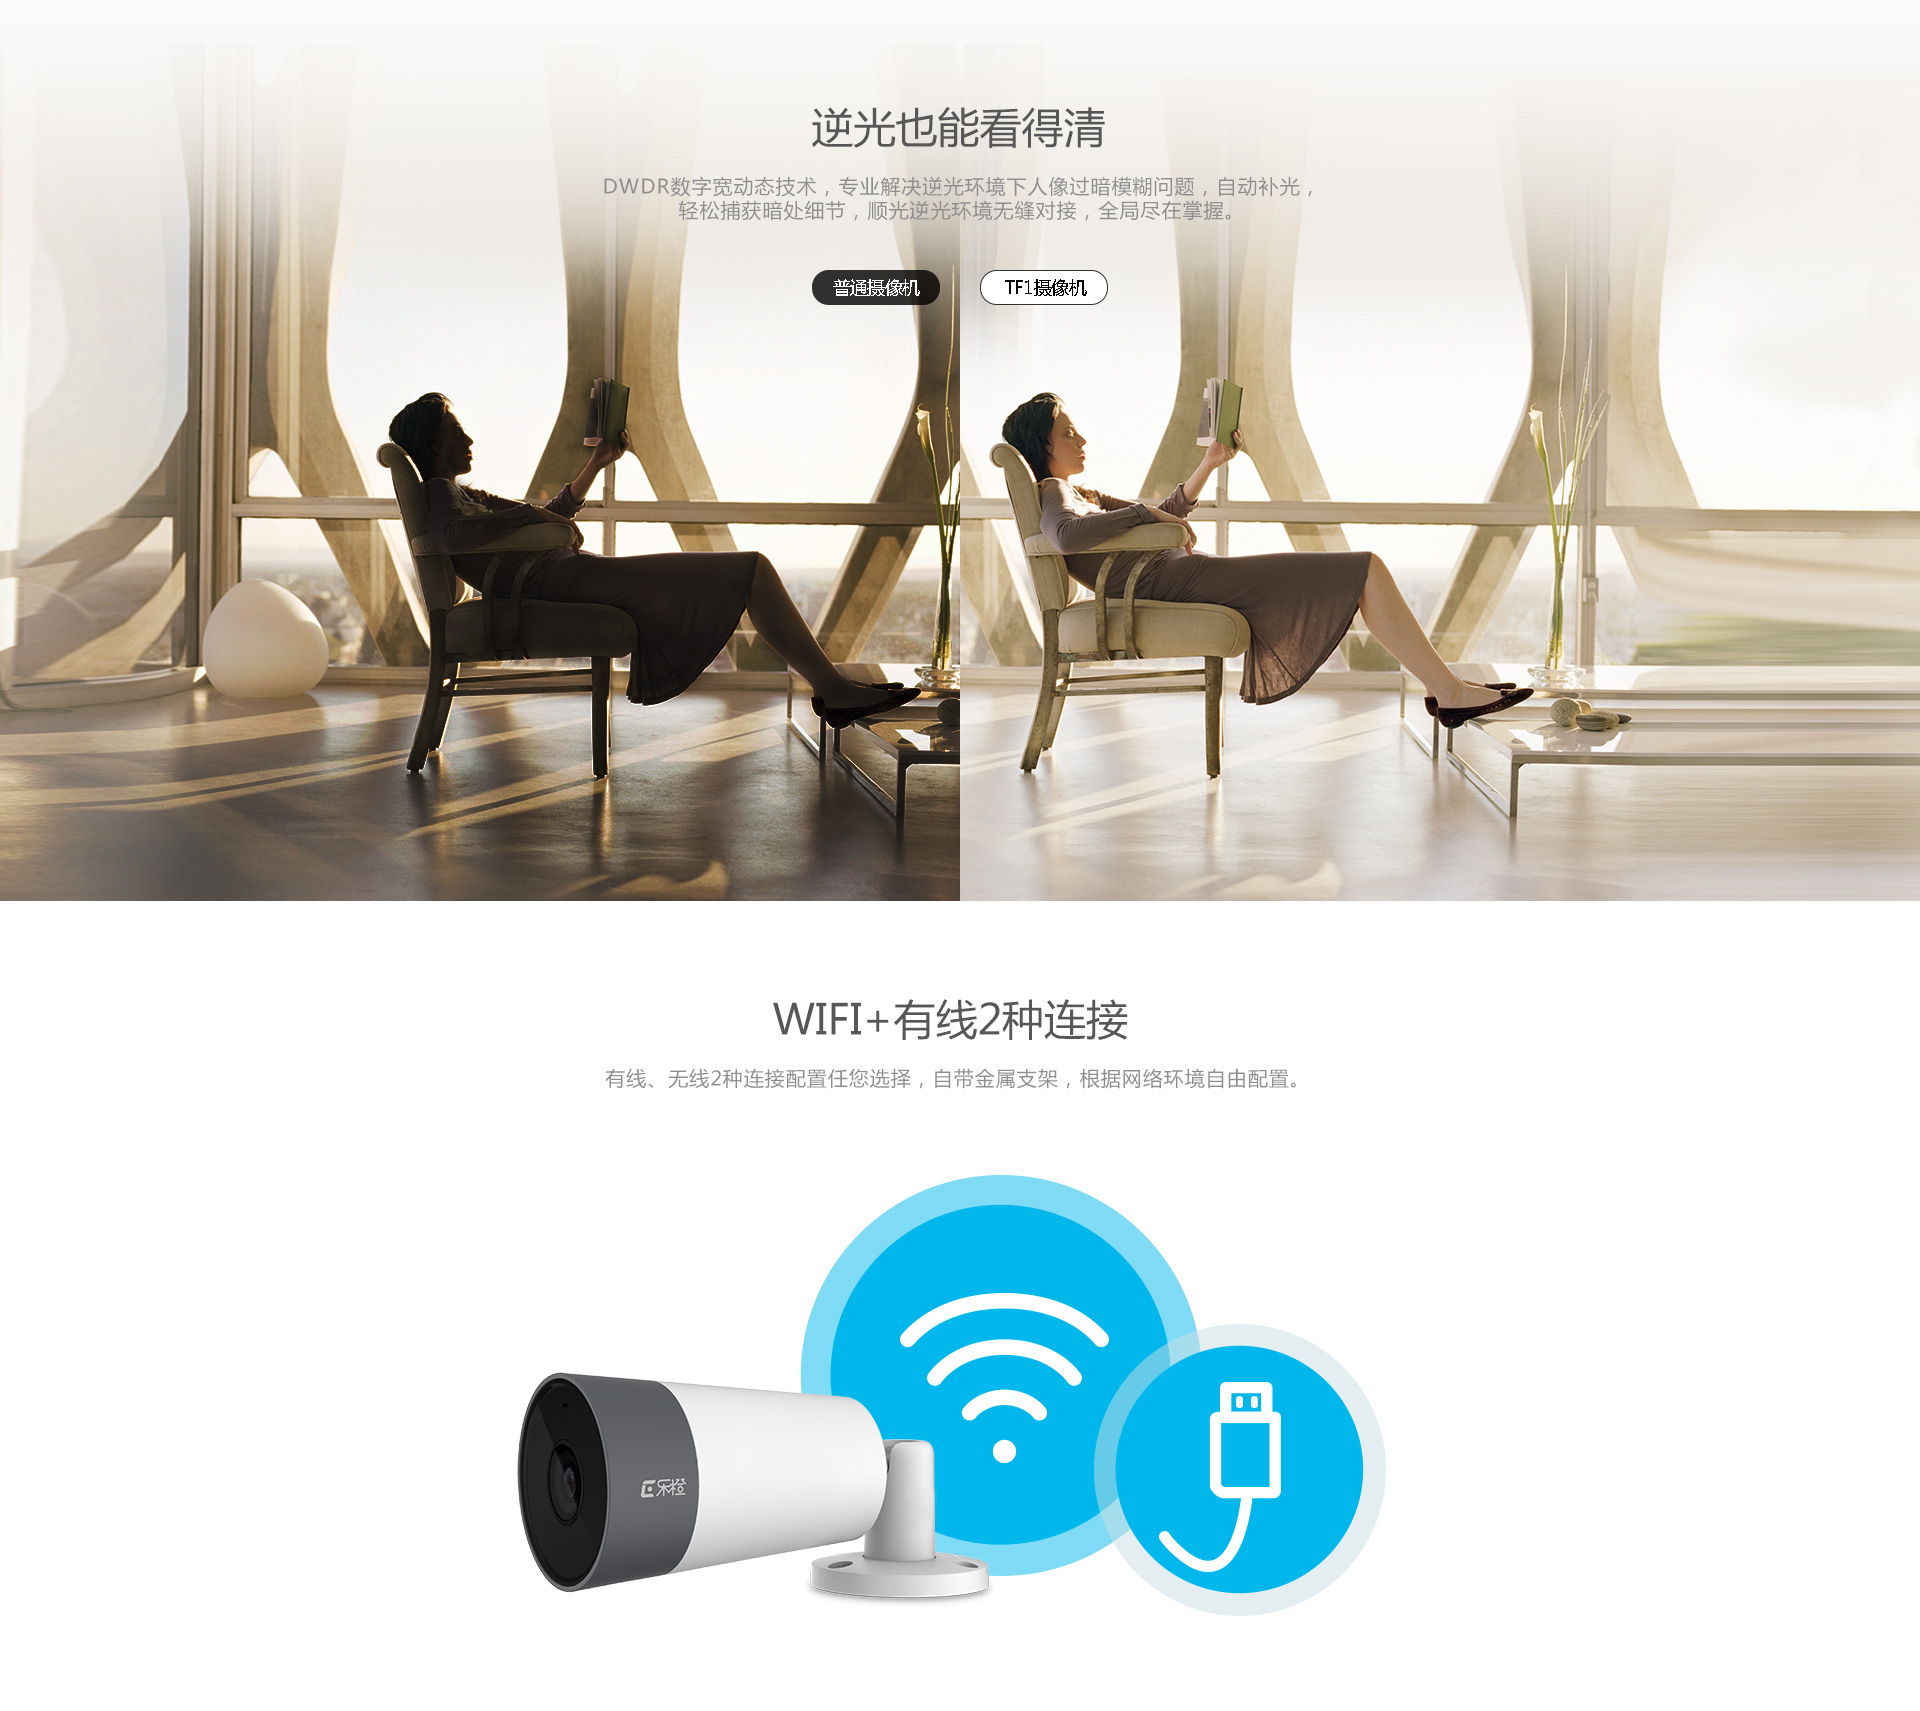 逆光也能看得清
DWDR数字宽动态技术，专业解决逆光环境下人像过暗模糊问题，自动补光，
轻松捕获暗处细节，顺光逆光环境无缝对接，全局尽在掌握。
普通摄像机
TF1摄像机
WIFI+有线2种连接
有线、无线2种连接配置任您选择，自带金属支架，根据网络环境自由配置。
乐橙